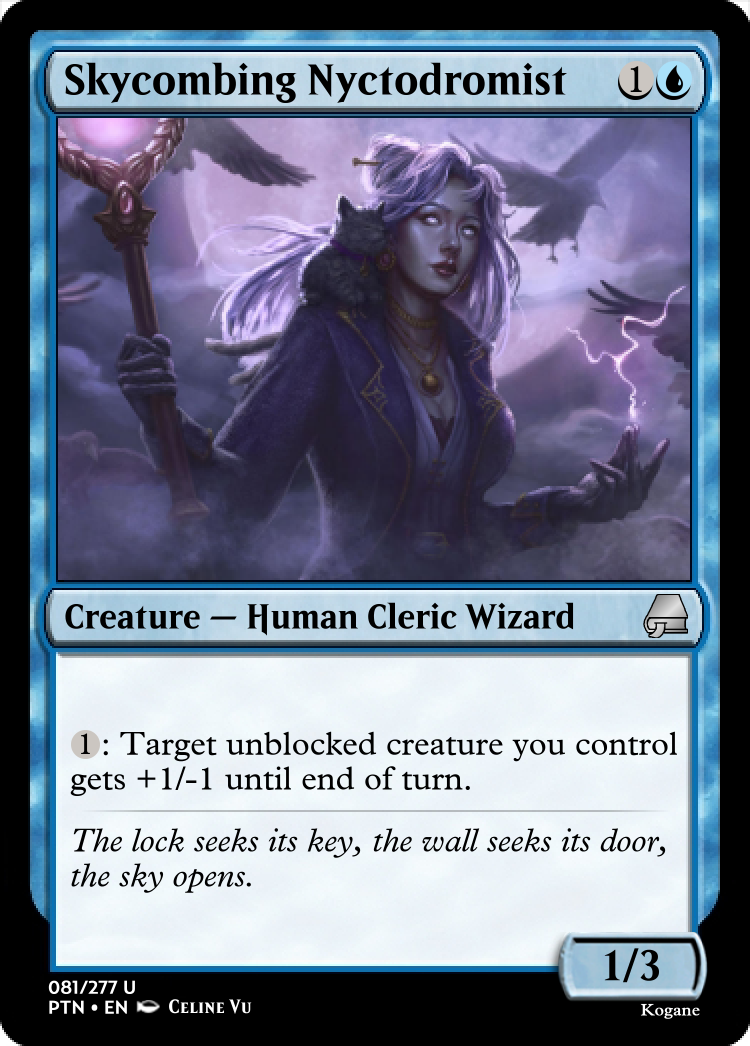 Skycombing Nyctodromist 1
Creature — Human Cleric Wizard
1: Target unblocked creature you control
gets +1/-1 until end of turn.
The lock seeks its key, the wall seeks its door,
the sky opens.
1/3
081/277 U
PTN • EN Celine Vu
Kogane